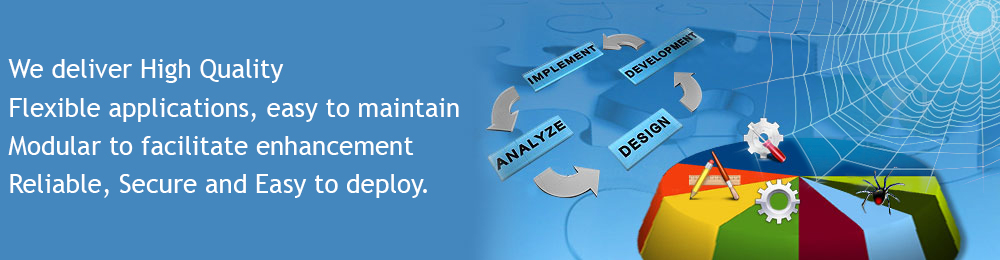 We deliver High Quality
Flexible applications, easy to maintain
Modular to facilitate enhancement
Reliable, Secure and Easy to deploy.
IMPLEMENT
DEVELOPMENT
ANALYZE
DESIGN